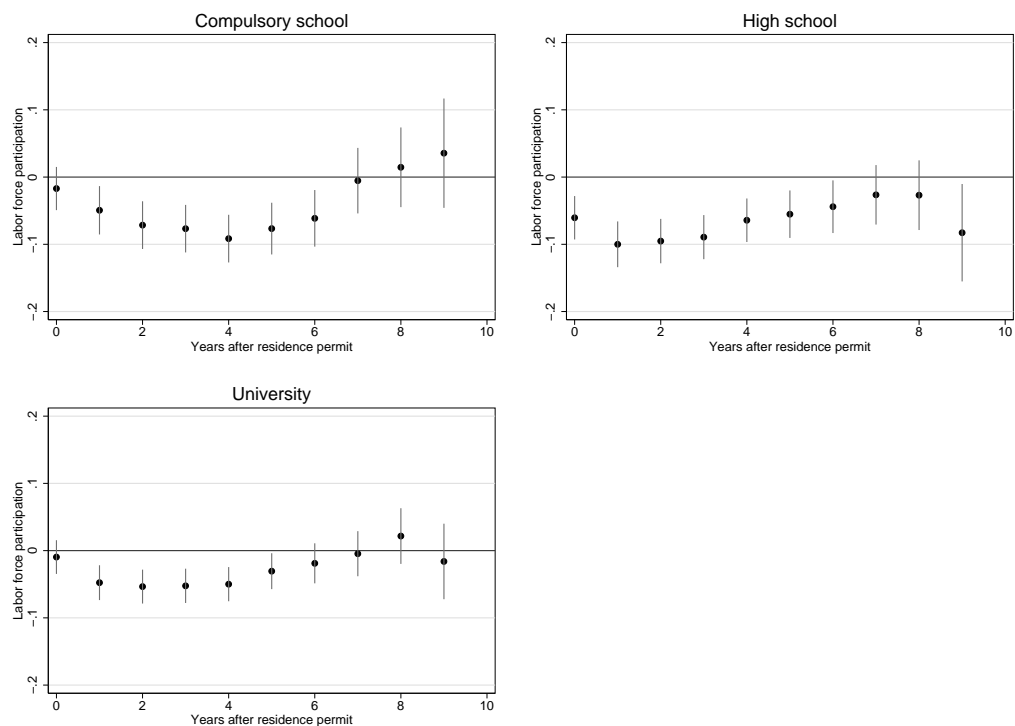 Compulsory school
.2
.1
0
-.1
-.2
Labor force participation
0 2 4 6 8 10
Years after residence permit
High school
.2
.1
0
-.1
-.2
Labor force participation
0 2 4 6 8 10
Years after residence permit
University
.2
.1
0
-.1
-.2
Labor force participation
0 2 4 6 8 10
Years after residence permit